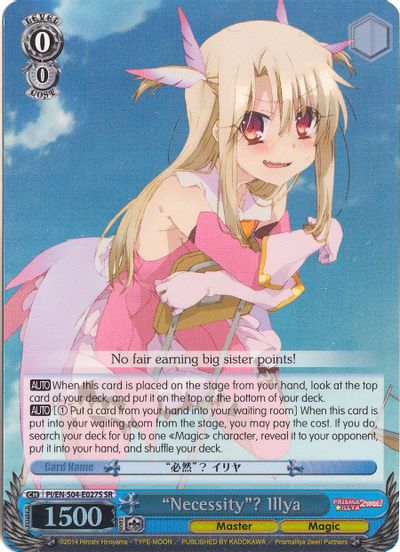 LEVEL
0
0
COST
No fair earning big sister points!
AUTO When this card is placed on the stage from your hand, look at the top
card of your deck, and put it on the top or the bottom of your deck.
AUTO [① Put a card from your hand into your waiting room] When this card is
put into your waiting room from the stage, you may pay the cost. If you do,
search your deck for up to one «Magic» character, reveal it to your opponent,
put it into your hand, and shuffle your deck.
Card Name
"必然"? イリヤ
CH PI/EN-S04-E027S SR
"Necessity"? Illya
PRISMA☆ILLYA 2wei!
POWER
1500
Master
Magic
©2014 Hiroshi Hiroyama · TYPE-MOON / PUBLISHED BY KADOKAWA / PrismaIllya 2wei! Partners